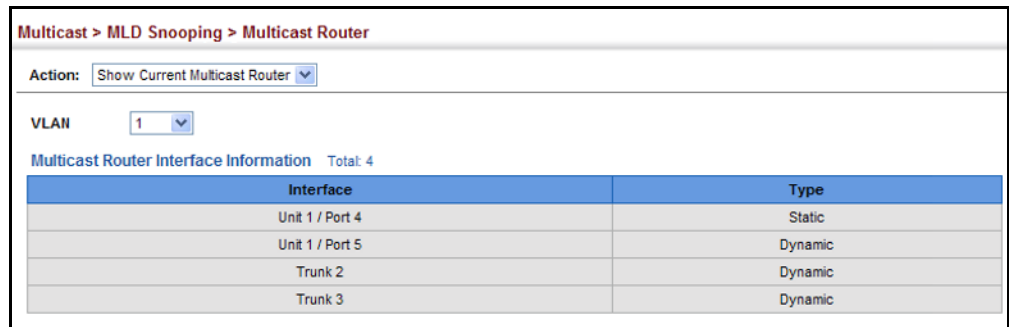 Multicast > MLD Snooping > Multicast Router
Action: Show Current Multicast Router
VLAN 1
Multicast Router Interface Information Total: 4
Interface Type
Unit 1 / Port 4 Static
Unit 1 / Port 5 Dynamic
Trunk 2 Dynamic
Trunk 3 Dynamic